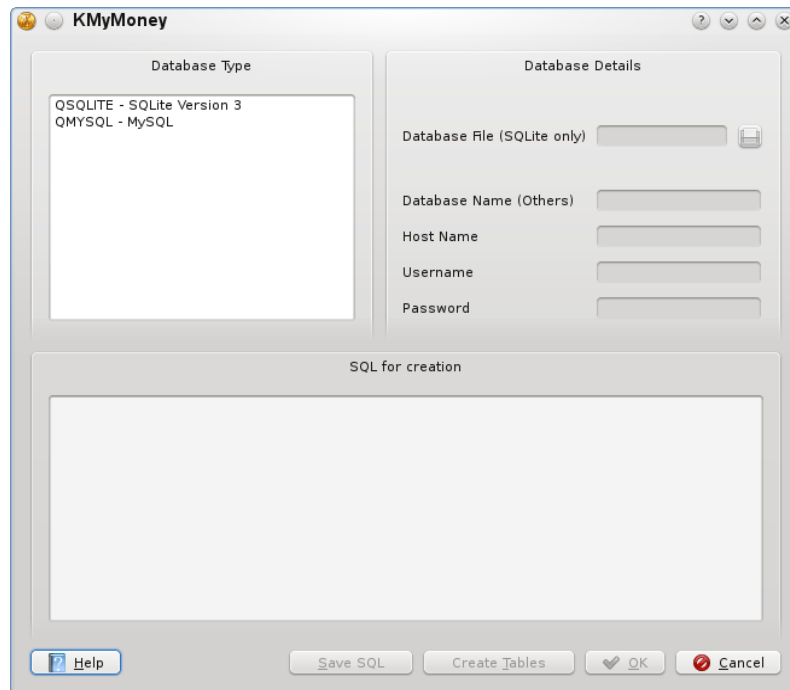 KMyMoney
Database Type
QSQLITE - SQLite Version 3
QMYSQL - MySQL
Database Details
Database File (SQLite only)
Database Name (Others)
Host Name
Username
Password
SQL for creation
Help
Save SQL
Create Tables
OK
Cancel